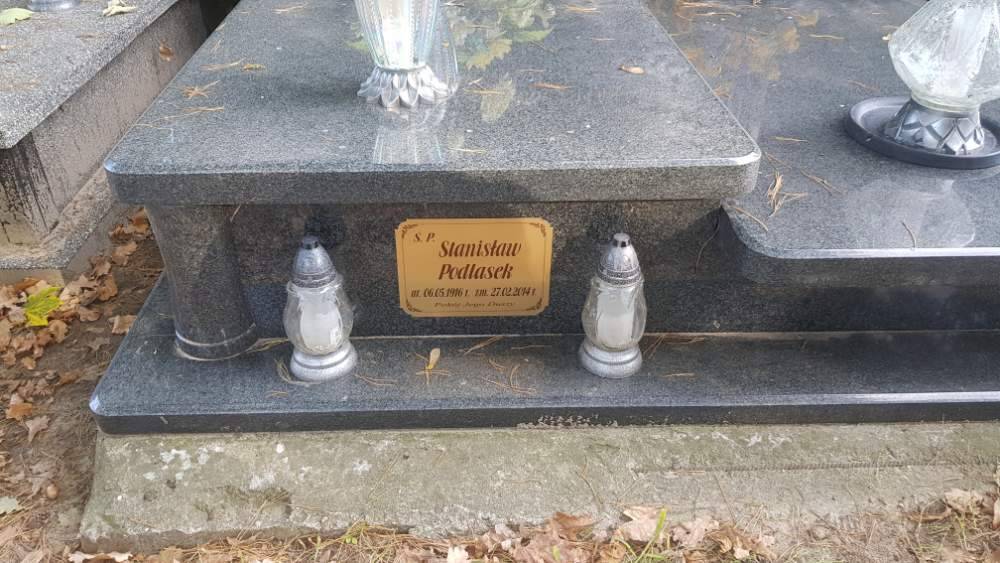 Ś. P.
Stanisław
Podlasek
ur. 06.05.1916 r. zm. 27.02.2014 r.
Pokój Jego Duszy